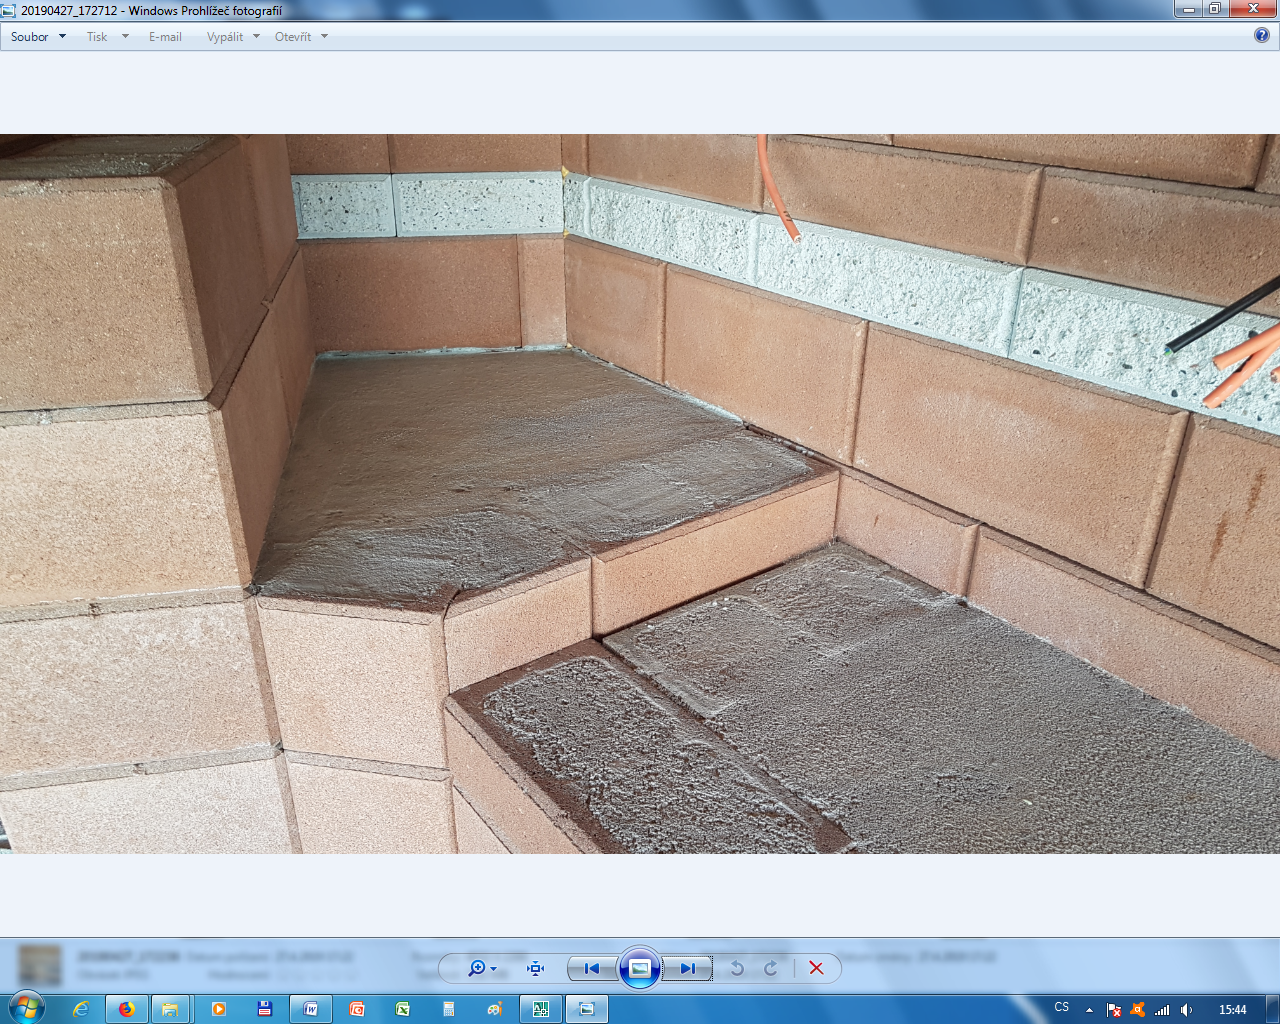 20190427_172712 - Windows Prohlížeč fotografií
Soubor Tisk E-mail Vypálit Otevřít
CS 15:44